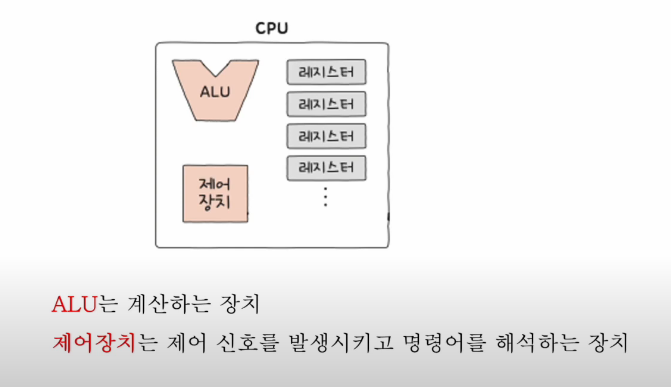 CPU
ALU
레지스터
레지스터
레지스터
레지스터
제어
장치
ALU는 계산하는 장치
제어장치는 제어 신호를 발생시키고 명령어를 해석하는 장치